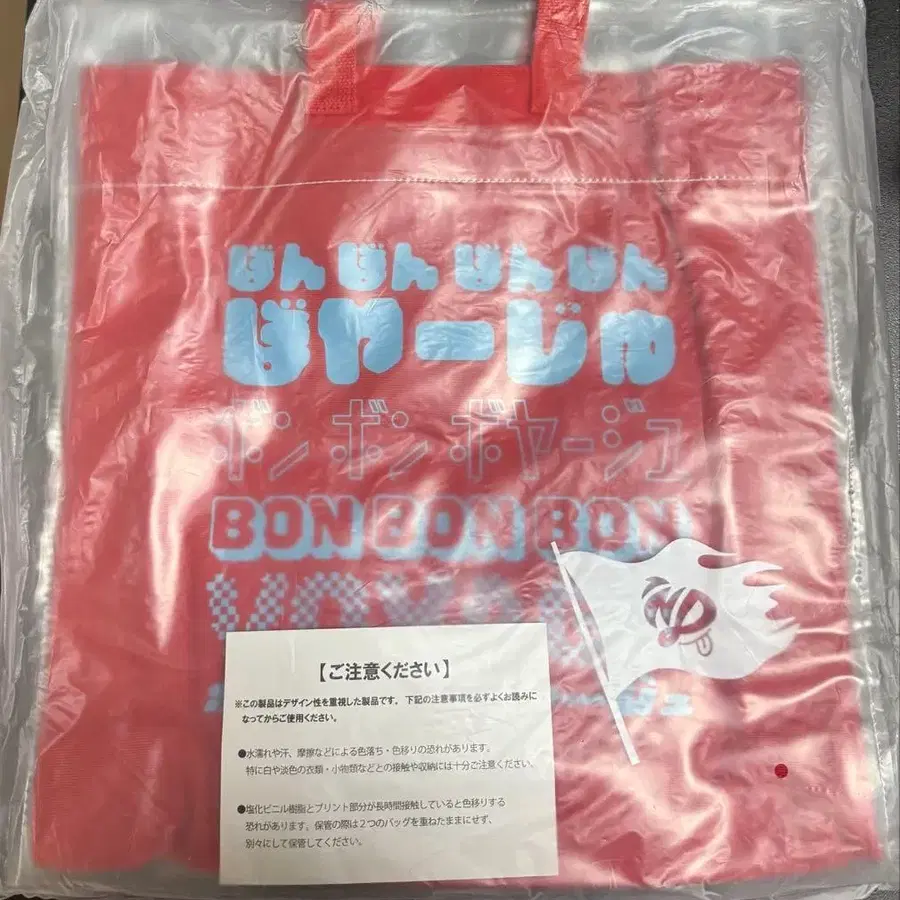 ぼん ぼん ぼん ぼん
ぼやーじゅ
ボン ボン ボヤージュ
BON BON BON
【ご注意ください】
※この製品はデザイン性を重視した製品です。下記の注意事項を必ずよくお読みに
なってからご使用ください。
●水濡れや汗、摩擦などによる色落ち・色移りの恐れがあります。
特に白や淡色の衣類・小物類などとの接触や収納には十分ご注意ください。
●塩化ビニル樹脂とプリント部分が長時間接触していると色移りする
恐れがあります。保管の際は2つのバッグを重ねたままにせず、
別々にして保管してください。